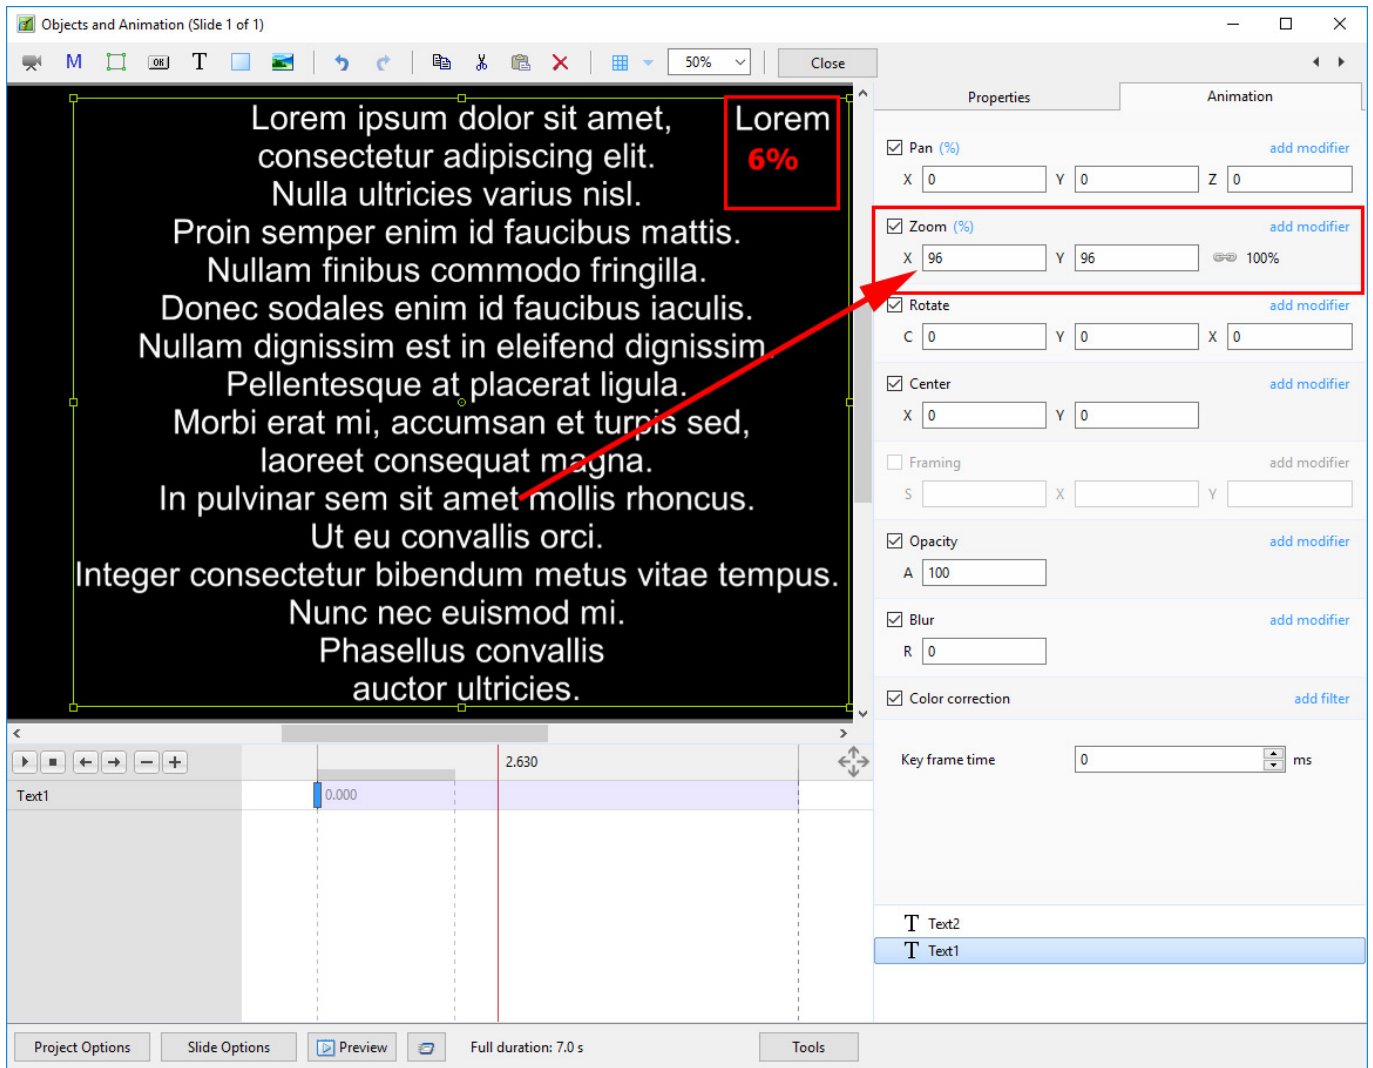 Objects and Animation (Slide 1 of 1)
M OK T 50% Close
Properties Animation
Lorem ipsum dolor sit amet,
consectetur adipiscing elit.
Nulla ultricies varius nisl.
Proin semper enim id faucibus mattis.
Nullam finibus commodo fringilla.
Donec sodales enim id faucibus iaculis.
Nullam dignissim est in eleifend dignissim.
Pellentesque at placerat ligula.
Morbi erat mi, accumsan et turpis sed,
laoreet consequat magna.
In pulvinar sem sit amet mollis rhoncus.
Ut eu convallis orci.
Integer consectetur bibendum metus vitae tempus.
Nunc nec euismod mi.
Phasellus convallis
auctor ultricies.
Lorem
6%
Pan (%) add modifier
X 0 Y 0 Z 0
Zoom (%) add modifier
X 96 Y 96 100%
Rotate add modifier
C 0 Y 0 X 0
Center add modifier
X 0 Y 0
Framing add modifier
S X Y
Opacity add modifier
A 100
Blur add modifier
R 0
Color correction add filter
Key frame time 0 ms
2.630
Text1 0.000
T Text2
T Text1
Project Options Slide Options Preview Full duration: 7.0 s Tools